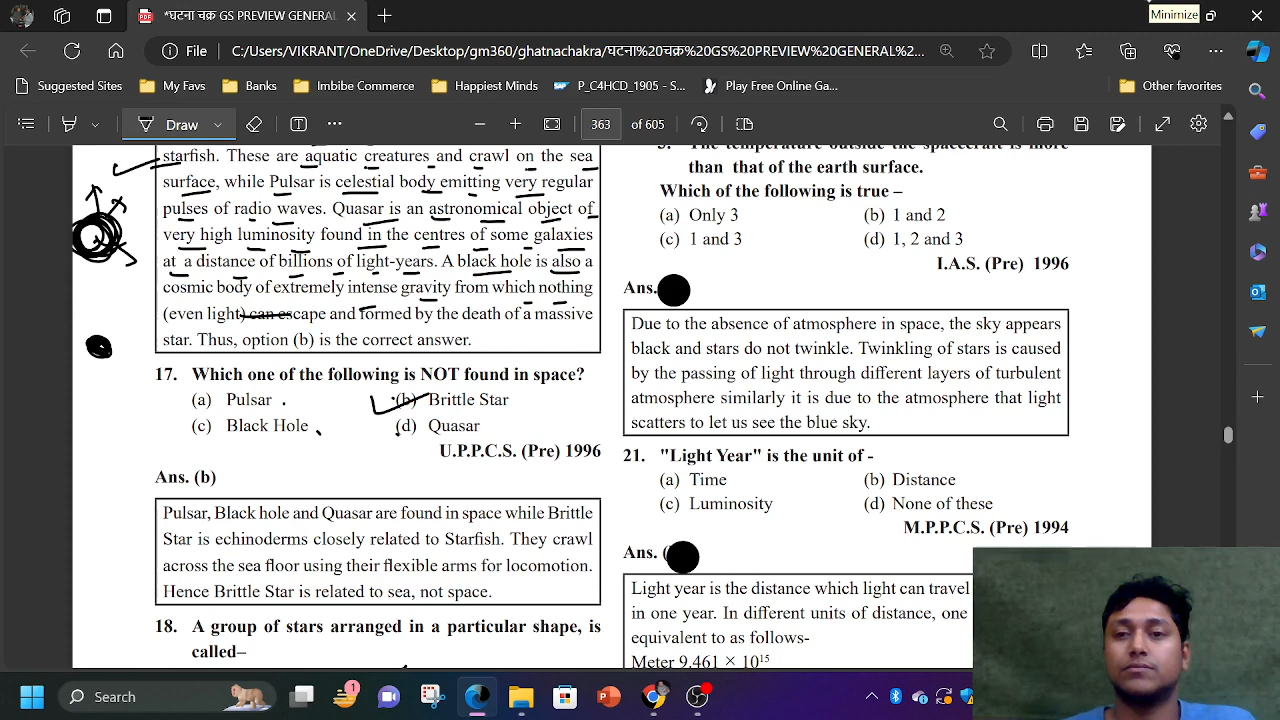 *घटना चक्र GS PREVIEW GENERAL
Minimize
File
C:/Users/VIKRANT/OneDrive/Desktop/gm360/ghatnachakra/घटना%20चक्र%20GS%20PREVIEW%20GENERAL%2...
Suggested Sites
My Favs
Banks
Imbibe Commerce
Happiest Minds
P_C4HCD_1905 - S...
Play Free Online Ga...
Other favorites
Draw
363 of 605
starfish. These are aquatic creatures and crawl on the sea
surface, while Pulsar is celestial body emitting very regular
pulses of radio waves. Quasar is an astronomical object of
very high luminosity found in the centres of some galaxies
at a distance of billions of light-years. A black hole is also a
cosmic body of extremely intense gravity from which nothing
(even light) can escape and formed by the death of a massive
star. Thus, option (b) is the correct answer.
17. Which one of the following is NOT found in space?
(a) Pulsar (b) Brittle Star
(c) Black Hole (d) Quasar
U.P.P.C.S. (Pre) 1996
Ans. (b)
Pulsar, Black hole and Quasar are found in space while Brittle
Star is echinoderms closely related to Starfish. They crawl
across the sea floor using their flexible arms for locomotion.
Hence Brittle Star is related to sea, not space.
18. A group of stars arranged in a particular shape, is
called–
3. The temperature outside the spacecraft is more
than that of the earth surface.
Which of the following is true –
(a) Only 3 (b) 1 and 2
(c) 1 and 3 (d) 1, 2 and 3
I.A.S. (Pre) 1996
Ans.
Due to the absence of atmosphere in space, the sky appears
black and stars do not twinkle. Twinkling of stars is caused
by the passing of light through different layers of turbulent
atmosphere similarly it is due to the atmosphere that light
scatters to let us see the blue sky.
21. "Light Year" is the unit of -
(a) Time (b) Distance
(c) Luminosity (d) None of these
M.P.P.C.S. (Pre) 1994
Ans. (
Light year is the distance which light can travel
in one year. In different units of distance, one
equivalent to as follows-
Meter 9.461 × 10¹⁵
Search
1